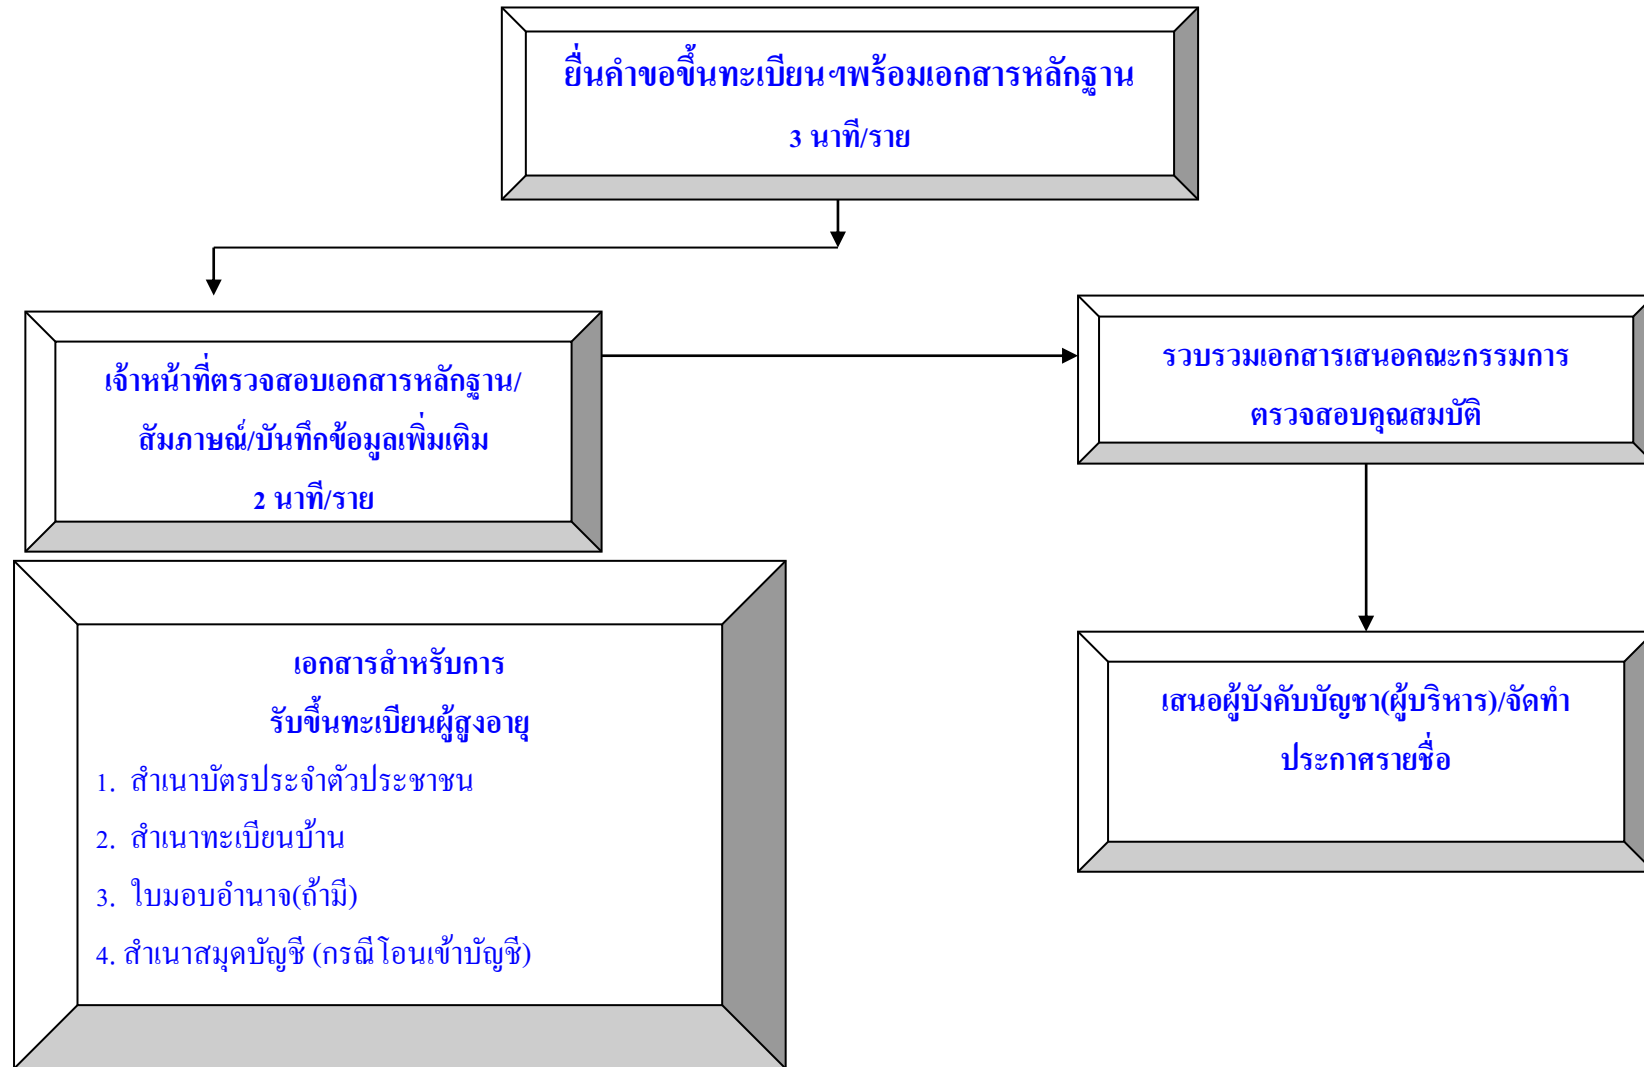 ยื่นคำขอขึ้นทะเบียนฯพร้อมเอกสารหลักฐาน
3 นาที/ราย
เจ้าหน้าที่ตรวจสอบเอกสารหลักฐาน/
สัมภาษณ์/บันทึกข้อมูลเพิ่มเติม
2 นาที/ราย
รวบรวมเอกสารเสนอคณะกรรมการ
ตรวจสอบคุณสมบัติ
เสนอผู้บังคับบัญชา(ผู้บริหาร)/จัดทำ
ประกาศรายชื่อ
เอกสารสำหรับการ
รับขึ้นทะเบียนผู้สูงอายุ
1. สำเนาบัตรประจำตัวประชาชน
2. สำเนาทะเบียนบ้าน
3. ใบมอบอำนาจ(ถ้ามี)
4. สำเนาสมุดบัญชี (กรณีโอนเข้าบัญชี)